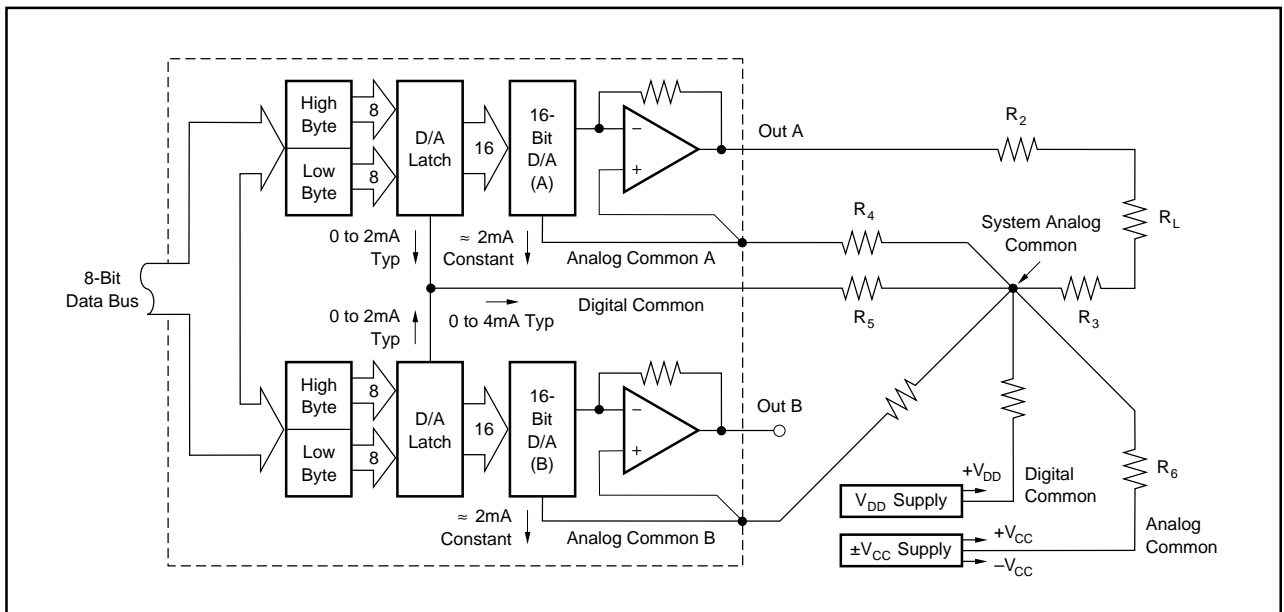 High
Byte
Low
Byte
8
8
D/A
Latch
16
16-
Bit
D/A
(A)
−
+
Out A
R2
RL
R4
System Analog
Common
0 to 2mA
Typ
≈ 2mA
Constant
Analog Common A
8-Bit
Data Bus
Digital Common
R5
R3
0 to 2mA
Typ
0 to 4mA Typ
High
Byte
Low
Byte
8
8
D/A
Latch
16
16-
Bit
D/A
(B)
−
+
Out B
R6
+VDD
VDD Supply
Digital
Common
≈ 2mA
Constant
Analog Common B
±VCC Supply
+VCC
–VCC
Analog
Common